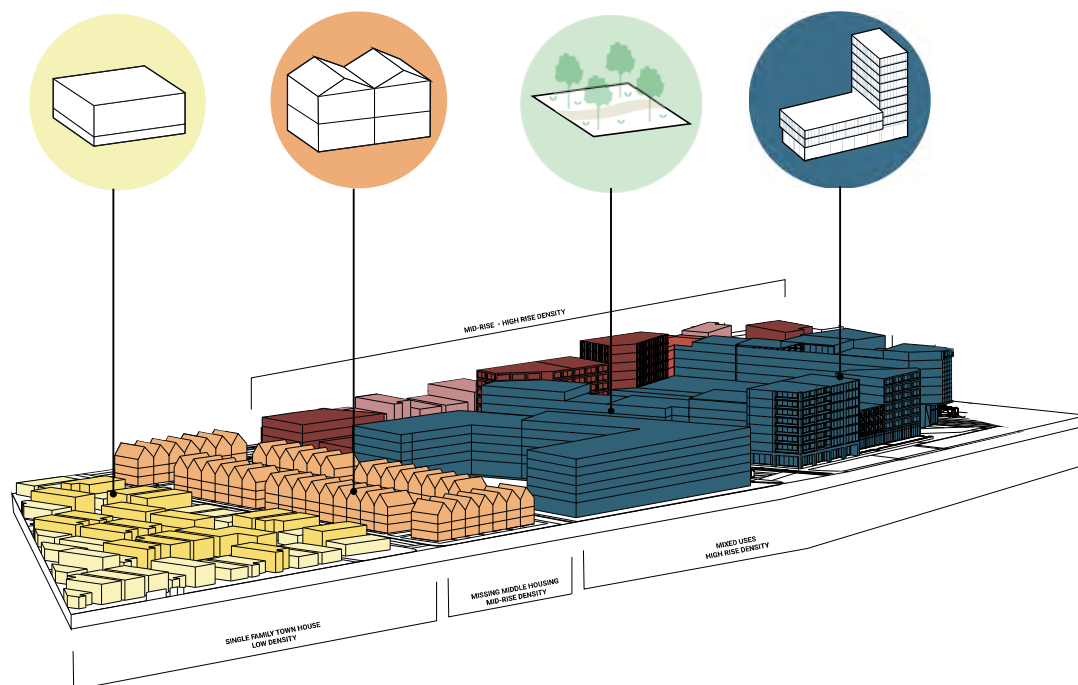 MID-RISE - HIGH RISE DENSITY
MIXED USES
HIGH RISE DENSITY
MISSING MIDDLE HOUSING
MID-RISE DENSITY
SINGLE FAMILY TOWN HOUSE
LOW DENSITY